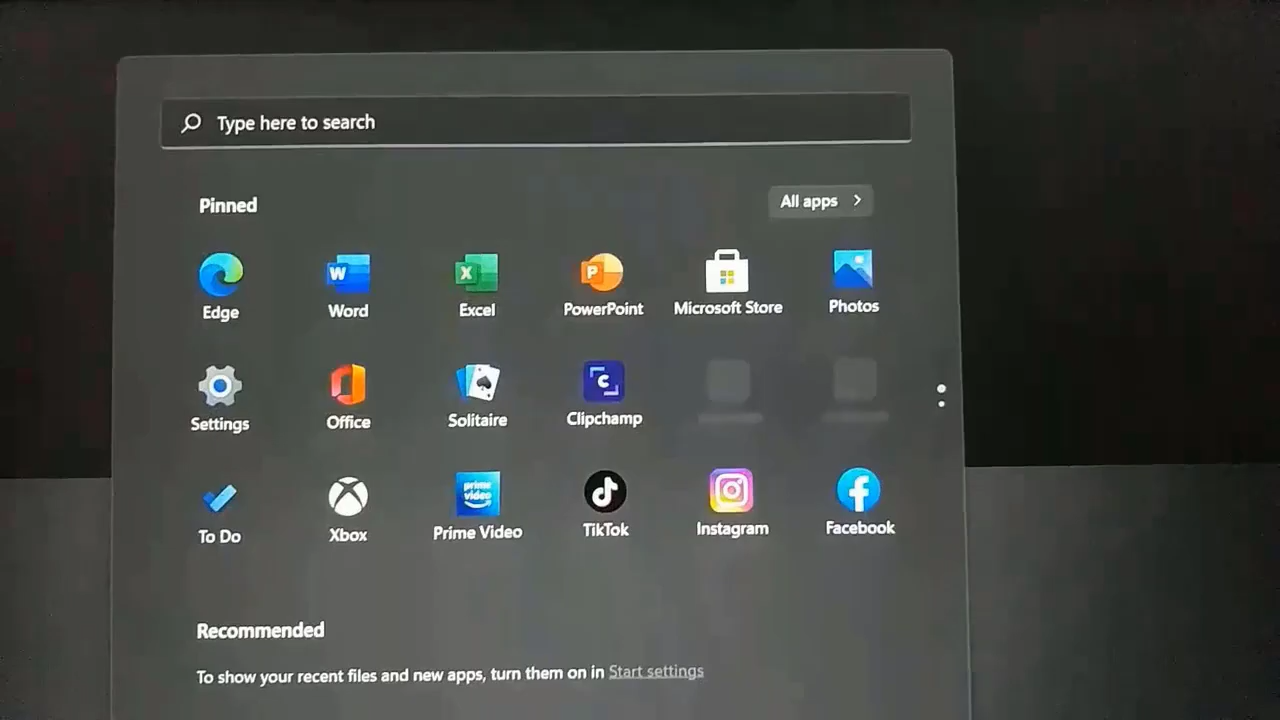 Type here to search
Pinned
All apps
Edge
Word
Excel
PowerPoint
Microsoft Store
Photos
Settings
Office
Solitaire
Clipchamp
To Do
Xbox
prime
video
Prime Video
TikTok
Instagram
Facebook
Recommended
To show your recent files and new apps, turn them on in Start settings